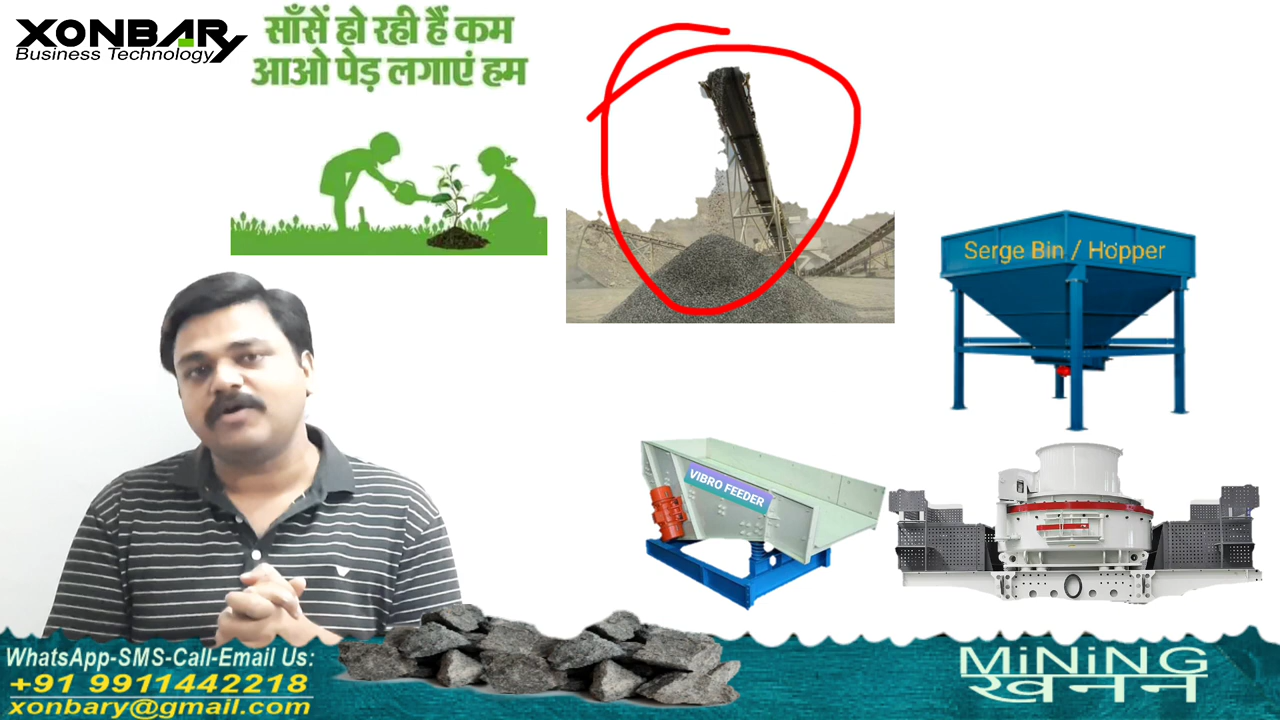 XONBARY
Business Technology
साँसें हो रही हैं कम
आओ पेड़ लगाएं हम
Serge Bin / Hopper
VIBRO FEEDER
WhatsApp-SMS-Call-Email Us:
+91 9911442218
xonbary@gmail.com
MiNiNG
खनन